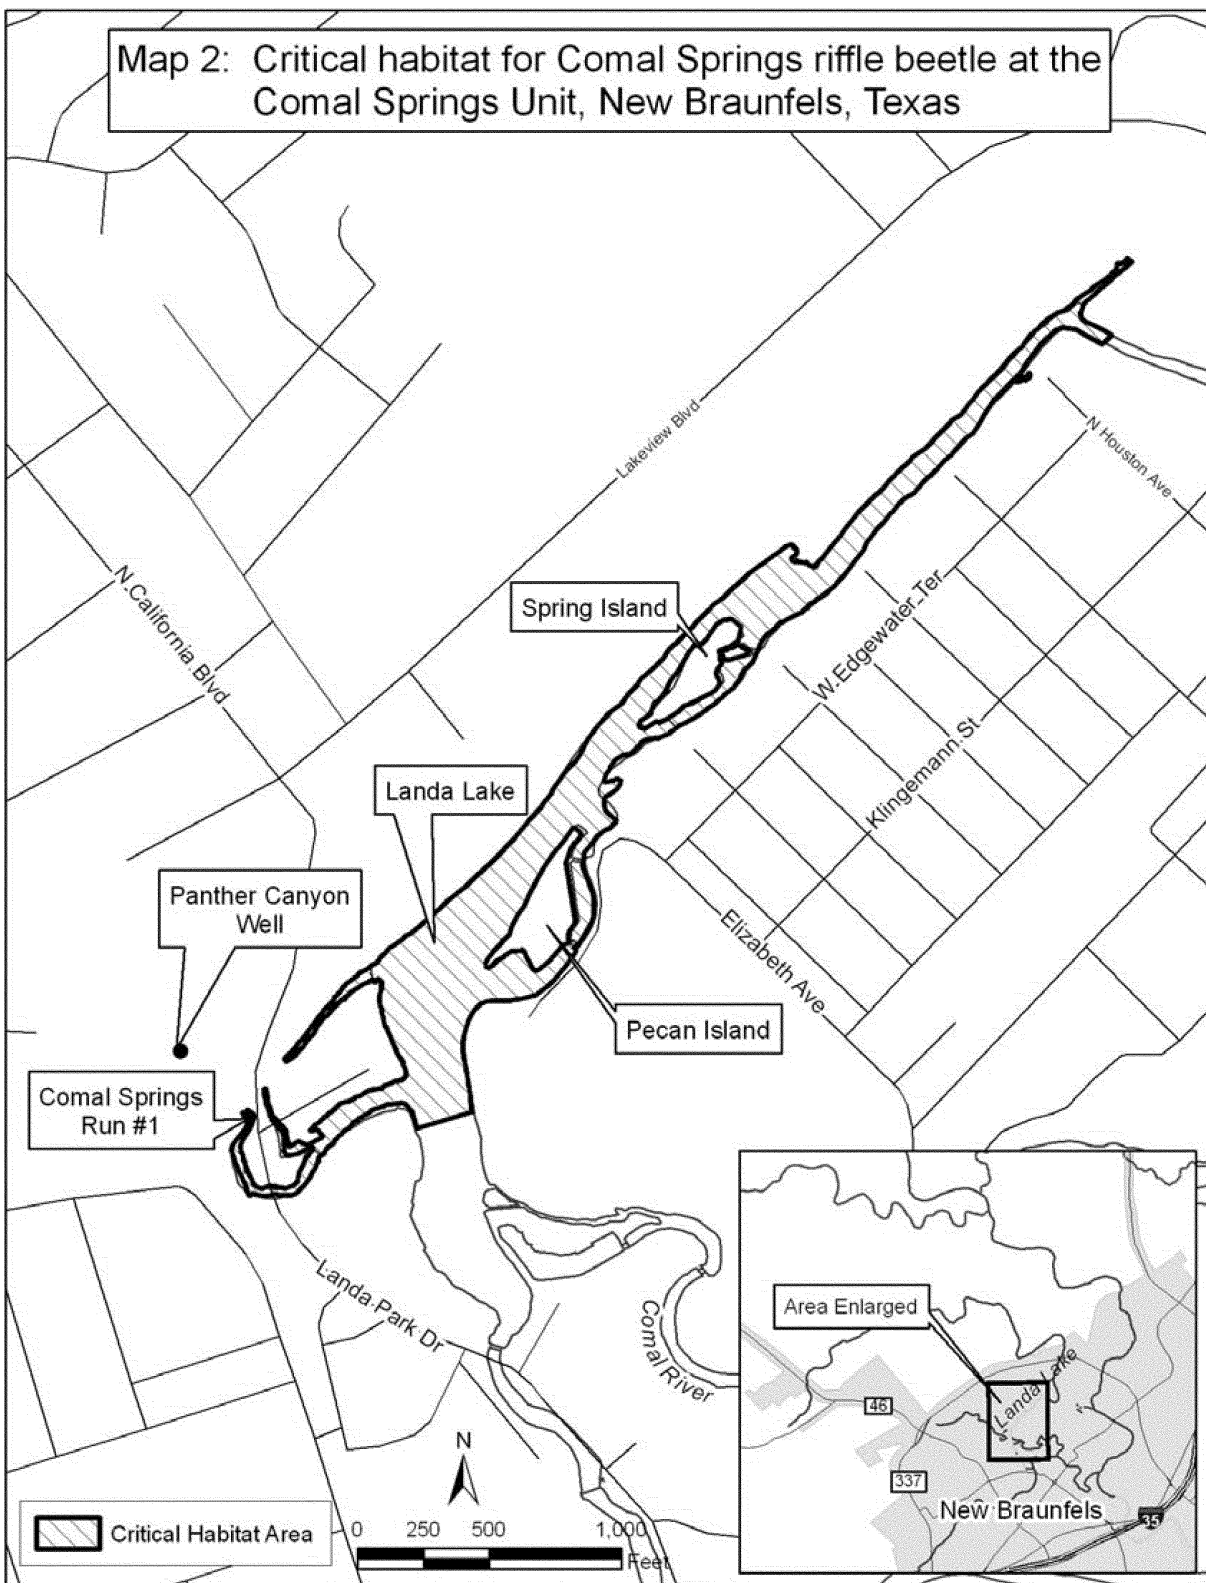 Map 2: Critical habitat for Comal Springs riffle beetle at the
Comal Springs Unit, New Braunfels, Texas
Lakeview Blvd
N Houston Ave
N. California Blvd
Spring Island
W. Edgewater Ter
Klingemann St
Landa Lake
Panther Canyon
Well
Elizabeth Ave
Pecan Island
Comal Springs
Run #1
Landa Park Dr
Comal River
Area Enlarged
Landa Lake
46
337
New Braunfels
35
N
Critical Habitat Area
0 250 500 1,000
Feet